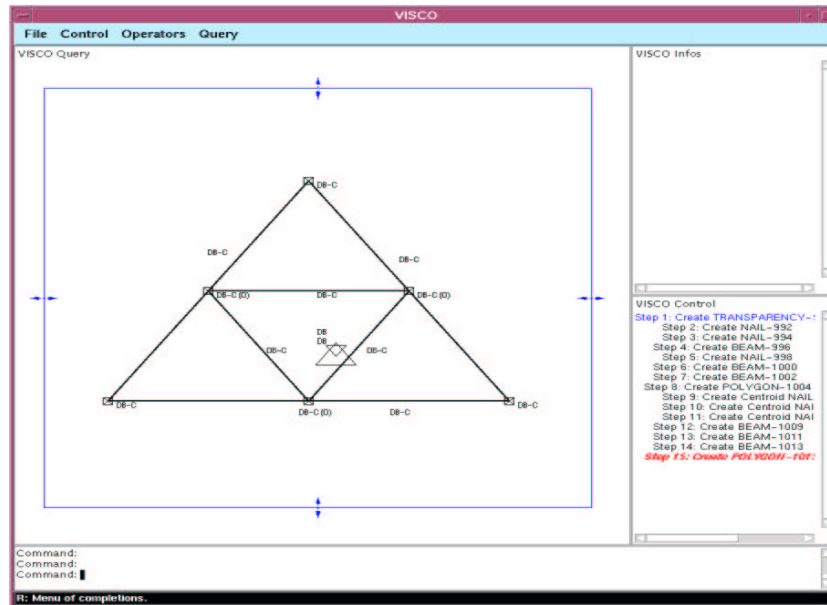 VISCO
File Control Operators Query
VISCO Query
VISCO Infos
DB-C
DB-C
DB-C
DB-C(O)
DB-C
DB-C(O)
DB
DB
DB-C
DB-C
DB-C
DB-C(O)
DB-C
DB-C
VISCO Control
Step 1: Create TRANSPARENCY-
Step 2: Create NAIL-992
Step 3: Create NAIL-994
Step 4: Create BEAM-996
Step 5: Create NAIL-998
Step 6: Create BEAM-1000
Step 7: Create BEAM-1002
Step 8: Create POLYGON-1004
Step 9: Create Centroid NAIL
Step 10: Create Centroid NAI
Step 11: Create Centroid NAI
Step 12: Create BEAM-1009
Step 13: Create BEAM-1011
Step 14: Create BEAM-1013
Step 15: Create POLYGON-101
Command:
Command:
Command:
R: Menu of completions.